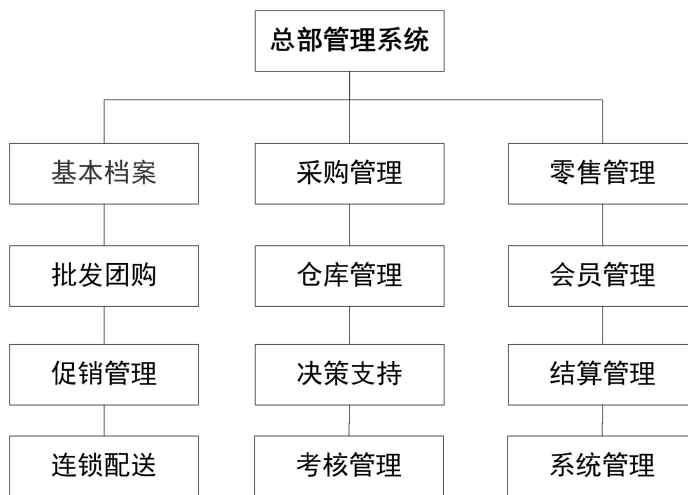 总部管理系统
基本档案
采购管理
零售管理
批发团购
仓库管理
会员管理
促销管理
决策支持
结算管理
连锁配送
考核管理
系统管理